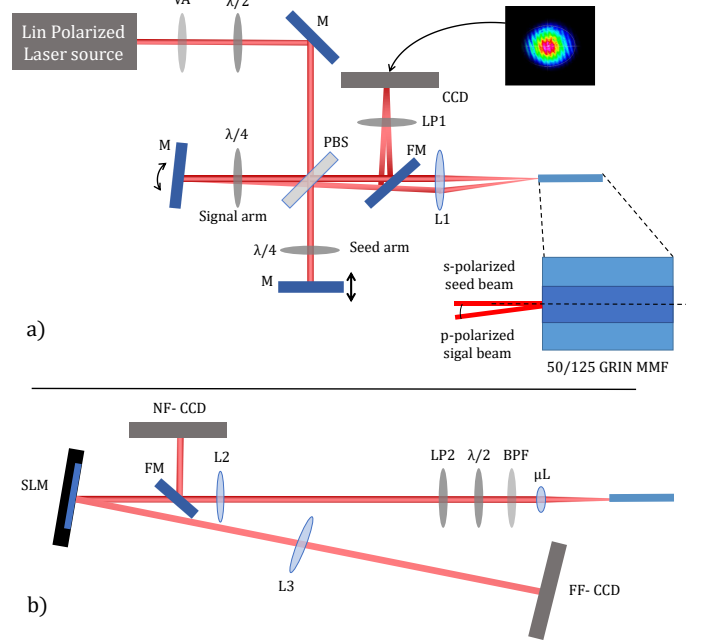 VA
λ/2
M
Lin Polarized
Laser source
CCD
LP1
λ/4
PBS
M
FM
Signal arm
L1
λ/4
Seed arm
M
s-polarized
seed beam
p-polarized
sigal beam
a)
50/125 GRIN MMF
NF- CCD
L2
LP2
λ/2
BPF
μL
FM
SLM
L3
FF- CCD
b)